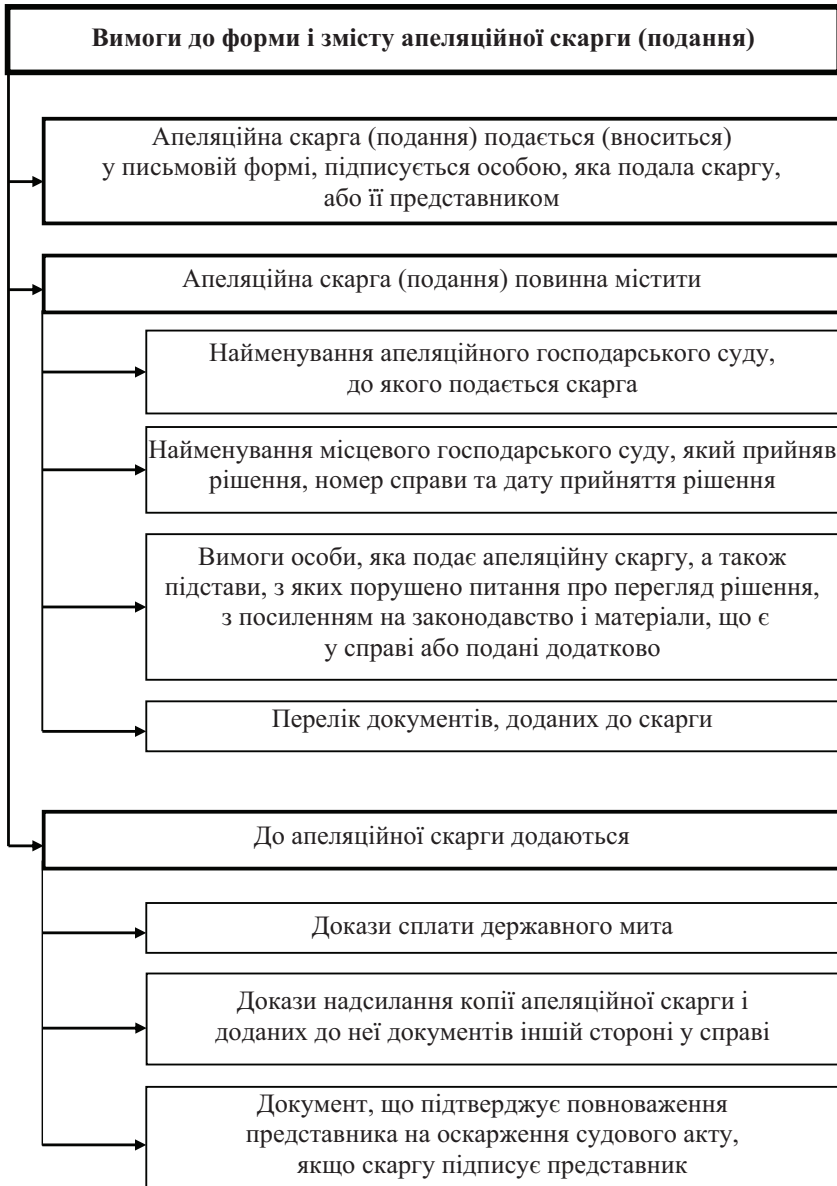 Вимоги до форми і змісту апеляційної скарги (подання)
Апеляційна скарга (подання) подається (вноситься)
у письмовій формі, підписується особою, яка подала скаргу,
або її представником
Апеляційна скарга (подання) повинна містити
Найменування апеляційного господарського суду,
до якого подається скарга
Найменування місцевого господарського суду, який прийняв
рішення, номер справи та дату прийняття рішення
Вимоги особи, яка подає апеляційну скаргу, а також
підстави, з яких порушено питання про перегляд рішення,
з посиленням на законодавство і матеріали, що є
у справі або подані додатково
Перелік документів, доданих до скарги
До апеляційної скарги додаються
Докази сплати державного мита
Докази надсилання копії апеляційної скарги і
доданих до неї документів іншій стороні у справі
Документ, що підтверджує повноваження
представника на оскарження судового акту,
якщо скаргу підписує представник